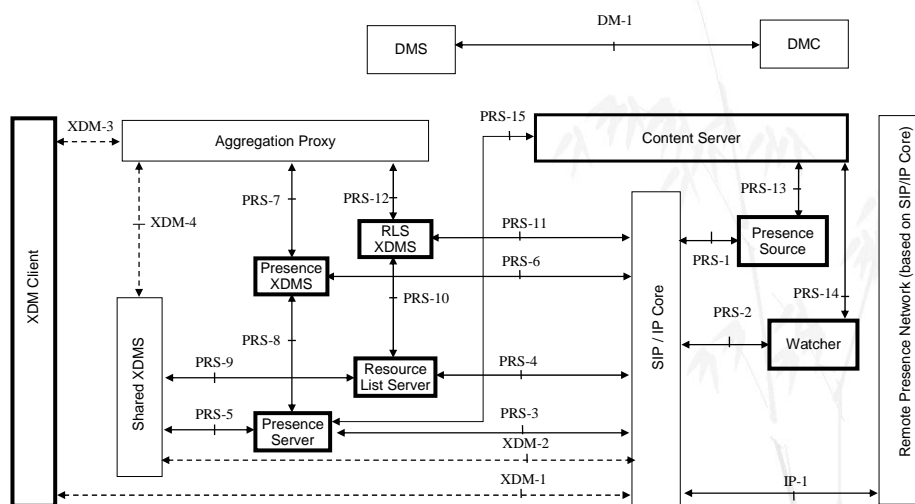 DM-1
DMS
DMC
PRS-15
XDM-3
Aggregation Proxy
Content Server
PRS-7
PRS-12
PRS-13
XDM-4
RLS
XDMS
PRS-11
Presence
Source
PRS-1
Presence
XDMS
PRS-6
PRS-10
PRS-14
PRS-2
PRS-8
Watcher
PRS-9
Resource
List Server
PRS-4
PRS-5
Presence
Server
PRS-3
XDM-2
XDM-1
IP-1
XDM Client
Shared XDMS
SIP / IP Core
Remote Presence Network (based on SIP/IP Core)